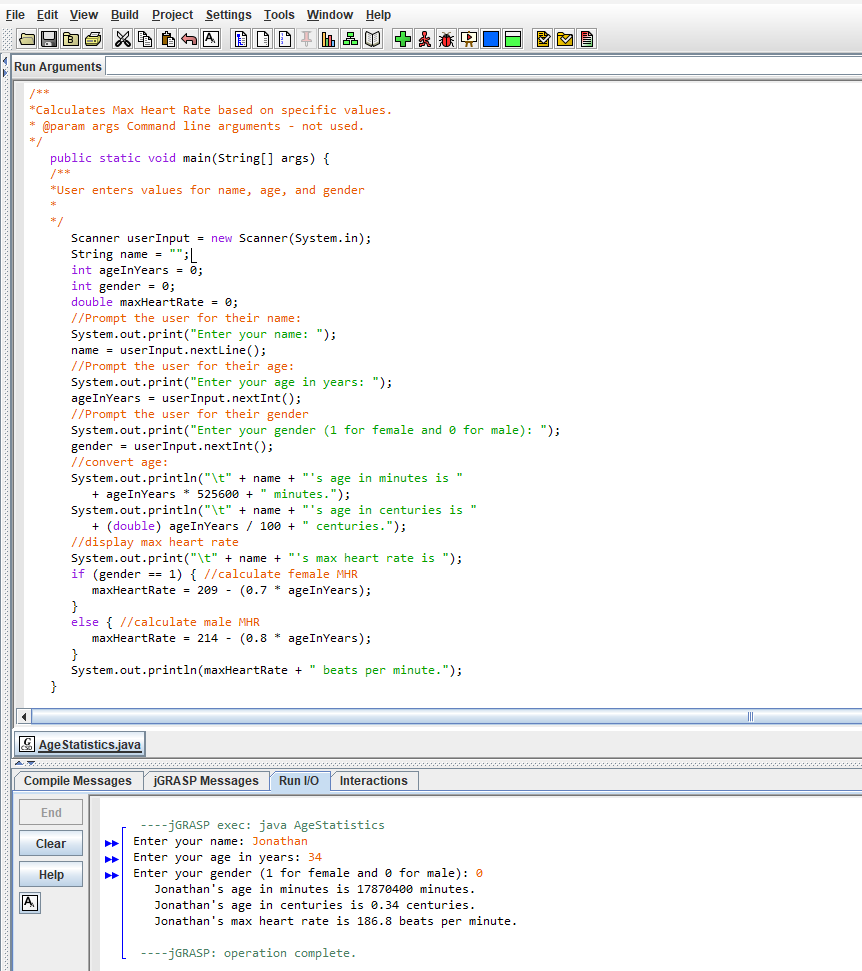 File Edit View Build Project Settings Tools Window Help
Run Arguments
/**
*Calculates Max Heart Rate based on specific values.
* @param args Command line arguments - not used.
*/
public static void main(String[] args) {
/**
*User enters values for name, age, and gender
*
*/
Scanner userInput = new Scanner(System.in);
String name = "";
int ageInYears = 0;
int gender = 0;
double maxHeartRate = 0;
//Prompt the user for their name:
System.out.print("Enter your name: ");
name = userInput.nextLine();
//Prompt the user for their age:
System.out.print("Enter your age in years: ");
ageInYears = userInput.nextInt();
//Prompt the user for their gender
System.out.print("Enter your gender (1 for female and 0 for male): ");
gender = userInput.nextInt();
//convert age:
System.out.println("\t" + name + "'s age in minutes is "
+ ageInYears * 525600 + " minutes.");
System.out.println("\t" + name + "'s age in centuries is "
+ (double) ageInYears / 100 + " centuries.");
//display max heart rate
System.out.print("\t" + name + "'s max heart rate is ");
if (gender == 1) { //calculate female MHR
maxHeartRate = 209 - (0.7 * ageInYears);
}
else { //calculate male MHR
maxHeartRate = 214 - (0.8 * ageInYears);
}
System.out.println(maxHeartRate + " beats per minute.");
}
AgeStatistics.java
Compile Messages jGRASP Messages Run I/O Interactions
End
Clear
Help
----jGRASP exec: java AgeStatistics
Enter your name: Jonathan
Enter your age in years: 34
Enter your gender (1 for female and 0 for male): 0
Jonathan's age in minutes is 17870400 minutes.
Jonathan's age in centuries is 0.34 centuries.
Jonathan's max heart rate is 186.8 beats per minute.
----jGRASP: operation complete.